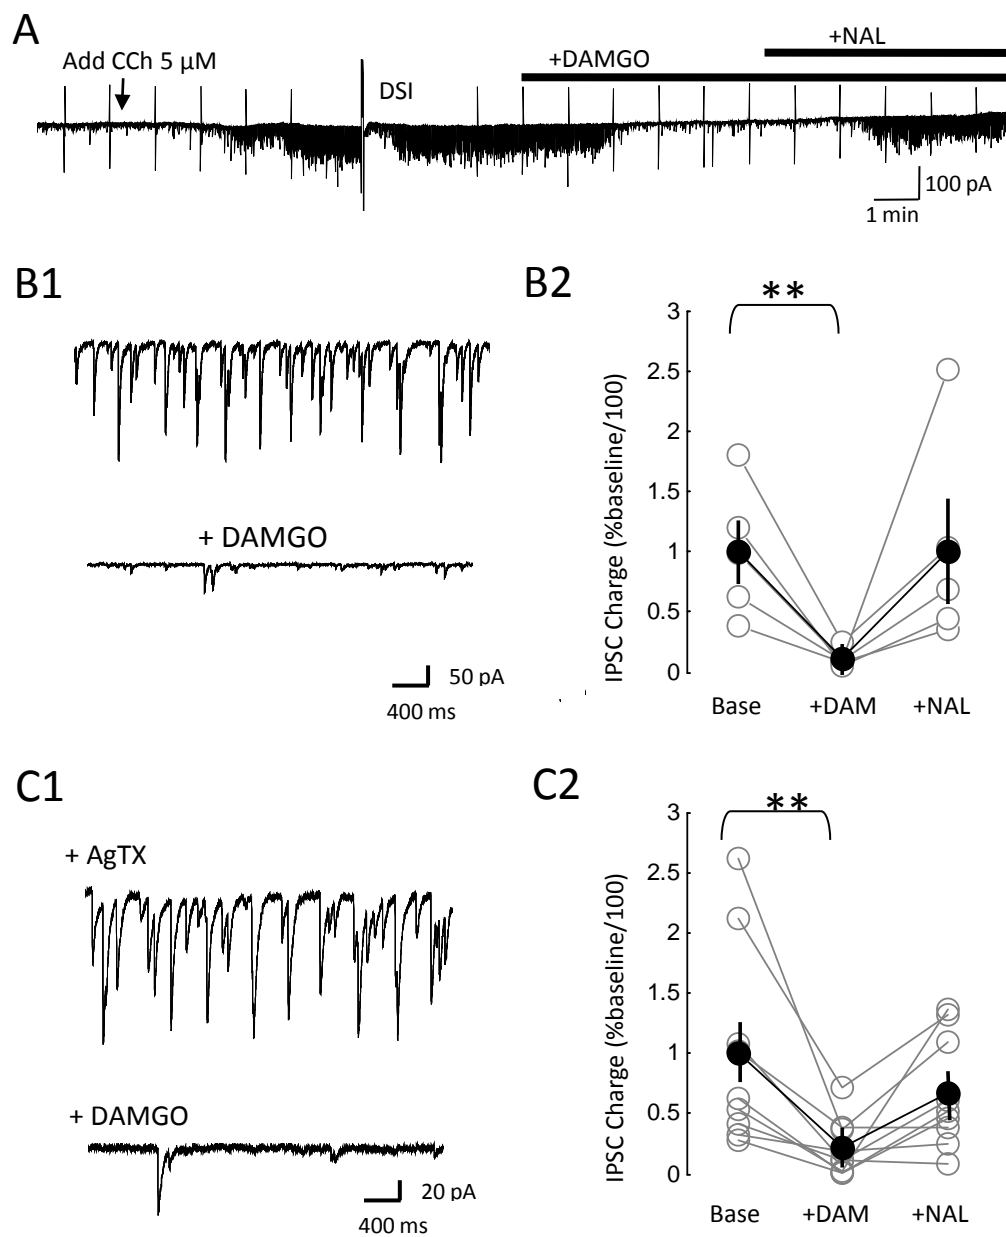 A
+NAL
Add CCh 5 μM
+DAMGO
DSI
100 pA
1 min
B1
B2
**
3
2.5
2
1.5
1
0.5
0
IPSC Charge (%baseline/100)
+ DAMGO
50 pA
400 ms
Base
+DAM
+NAL
C1
C2
**
+ AgTX
3
2.5
2
1.5
1
0.5
0
IPSC Charge (%baseline/100)
+ DAMGO
20 pA
400 ms
Base
+DAM
+NAL